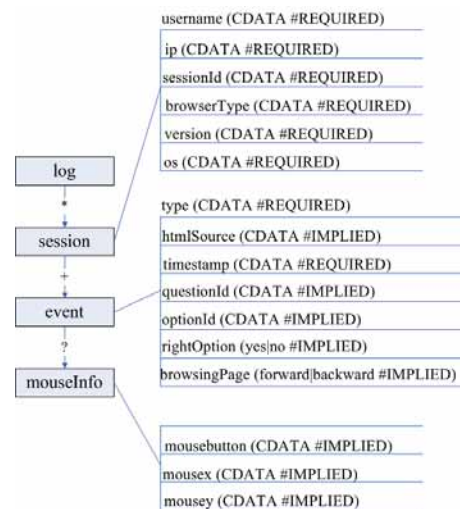 username (CDATA #REQUIRED)
ip (CDATA #REQUIRED)
sessionId (CDATA #REQUIRED)
browserType (CDATA #REQUIRED)
version (CDATA #REQUIRED)
os (CDATA #REQUIRED)
log
*
session
+
event
?
mouseInfo
type (CDATA #REQUIRED)
htmlSource (CDATA #IMPLIED)
timestamp (CDATA #REQUIRED)
questionId (CDATA #IMPLIED)
optionId (CDATA #IMPLIED)
rightOption (yes|no #IMPLIED)
browsingPage (forward|backward #IMPLIED)
mousebutton (CDATA #IMPLIED)
mousex (CDATA #IMPLIED)
mousey (CDATA #IMPLIED)